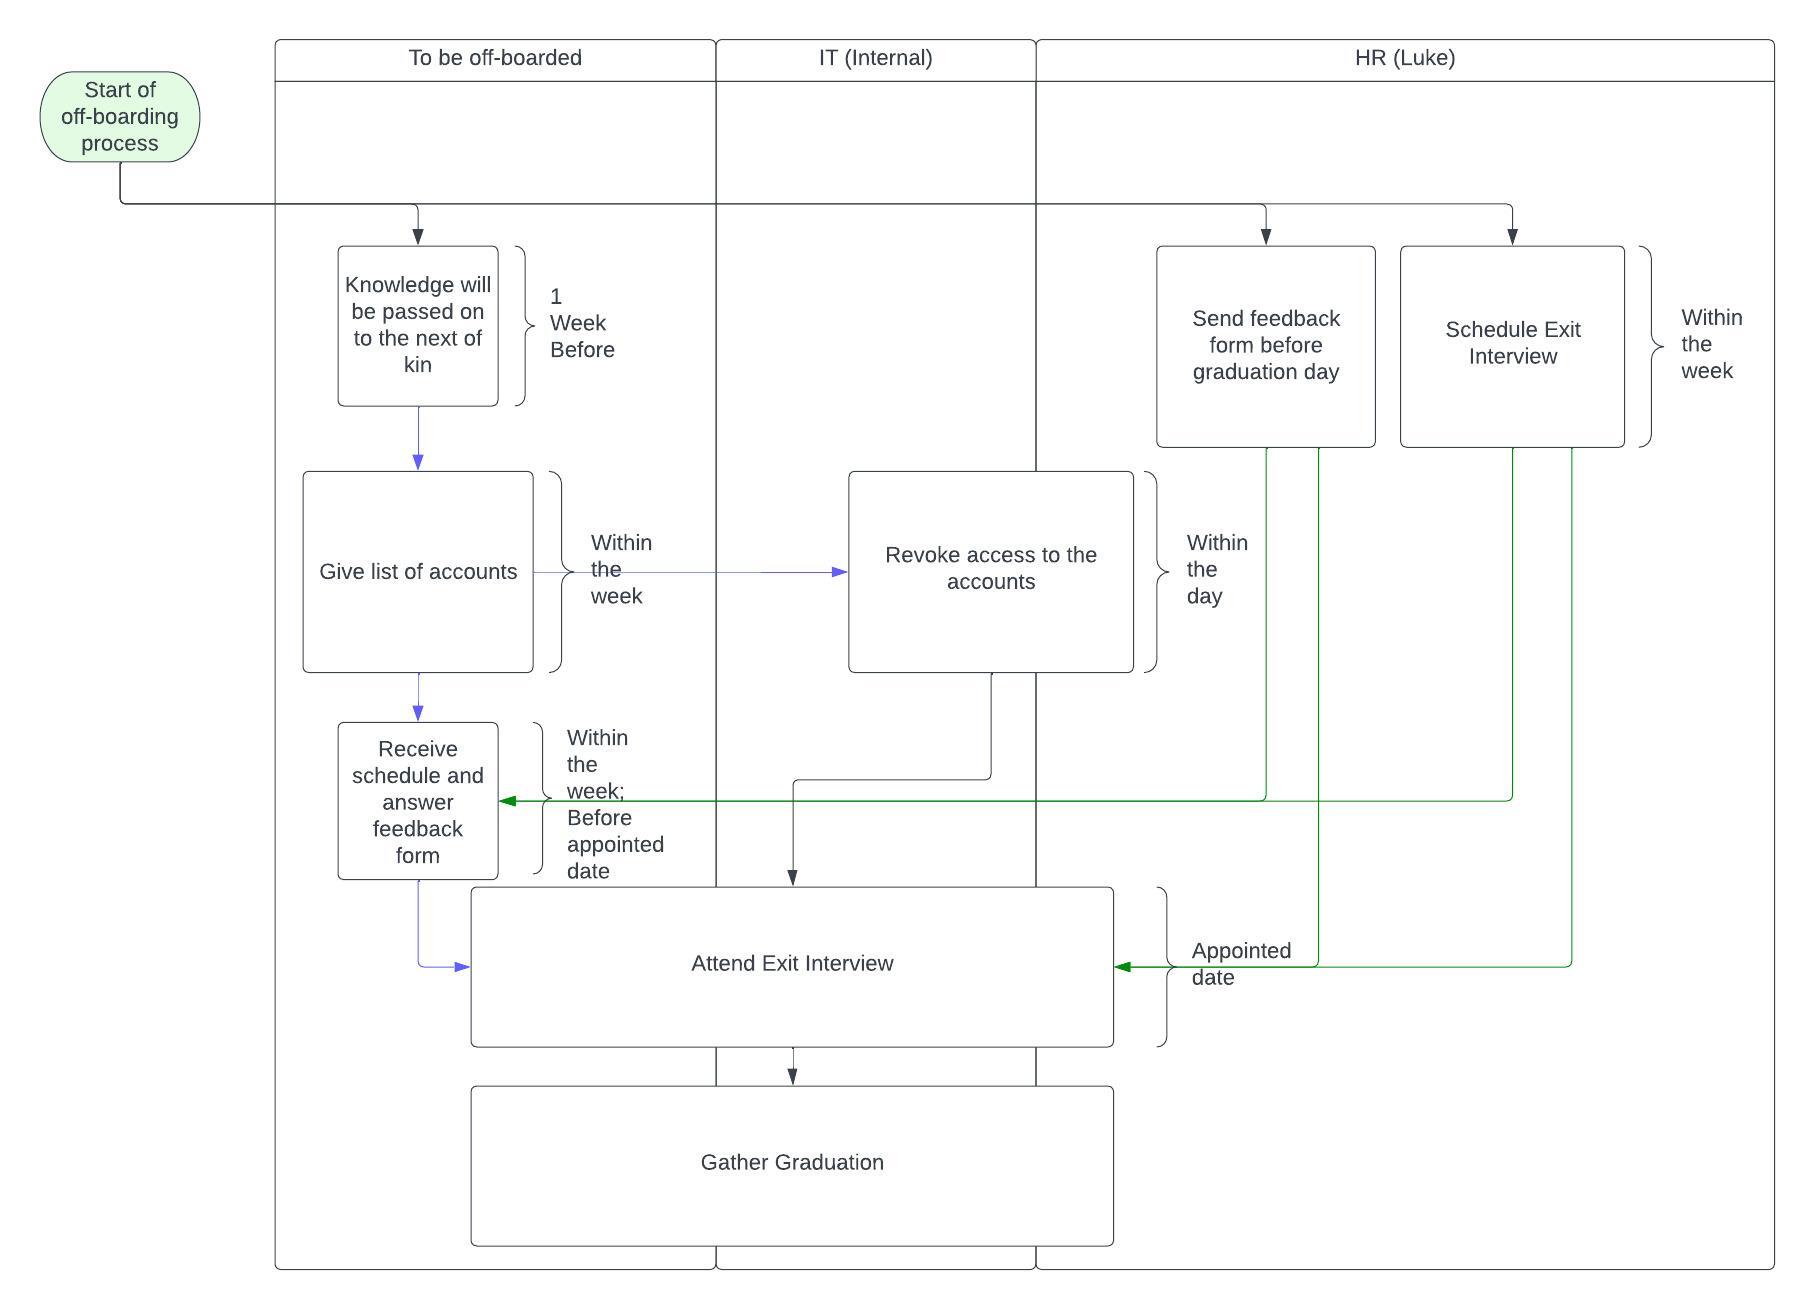 To be off-boarded
IT (Internal)
HR (Luke)
Start of
off-boarding
process
Knowledge will
be passed on
to the next of
kin
1
Week
Before
Send feedback
form before
graduation day
Schedule Exit
Interview
Within
the
week
Give list of accounts
Within
the
week
Revoke access to the
accounts
Within
the
day
Receive
schedule and
answer
feedback
form
Within
the
week;
Before
appointed
date
Attend Exit Interview
Appointed
date
Gather Graduation